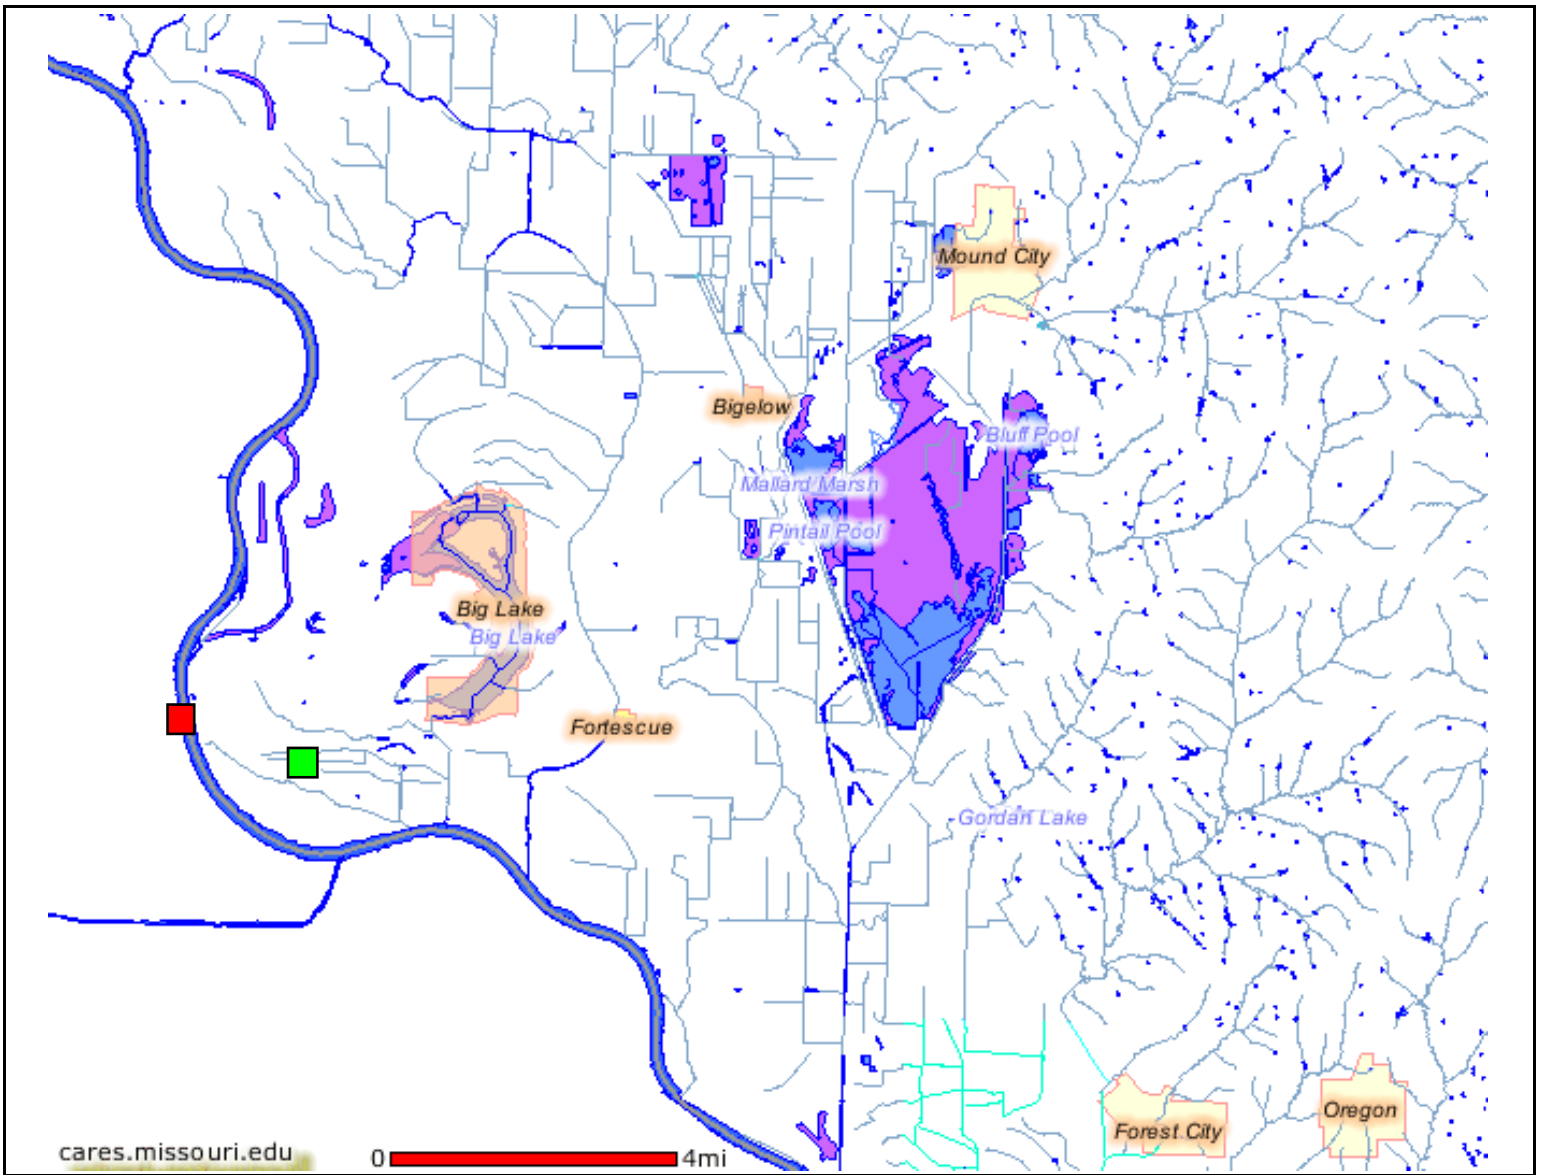 Mound City
Bigelow
Bluff Pool
Mallard Marsh
Pintail Pool
Big Lake
Big Lake
Fortescue
Gordan Lake
Oregon
Forest City
cares.missouri.edu
0 4mi